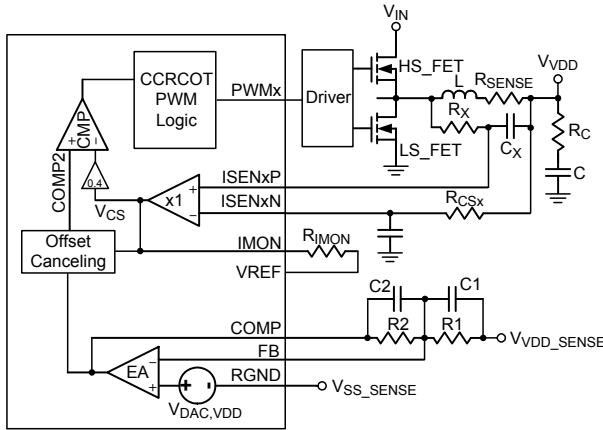 V_IN
HS_FET
L
R_SENSE
V_VDD
CCRCOT
PWM
Logic
PWMx
Driver
R_X
C_X
R_C
C
LS_FET
CMP
+
−
COMP2
0.4
V_CS
x1
+
−
ISENxP
ISENxN
R_CSx
Offset
Canceling
IMON
R_IMON
VREF
C2
C1
COMP
R2
R1
V_VDD_SENSE
FB
EA
−
+
+
-
RGND
V_SS_SENSE
V_DAC,VDD